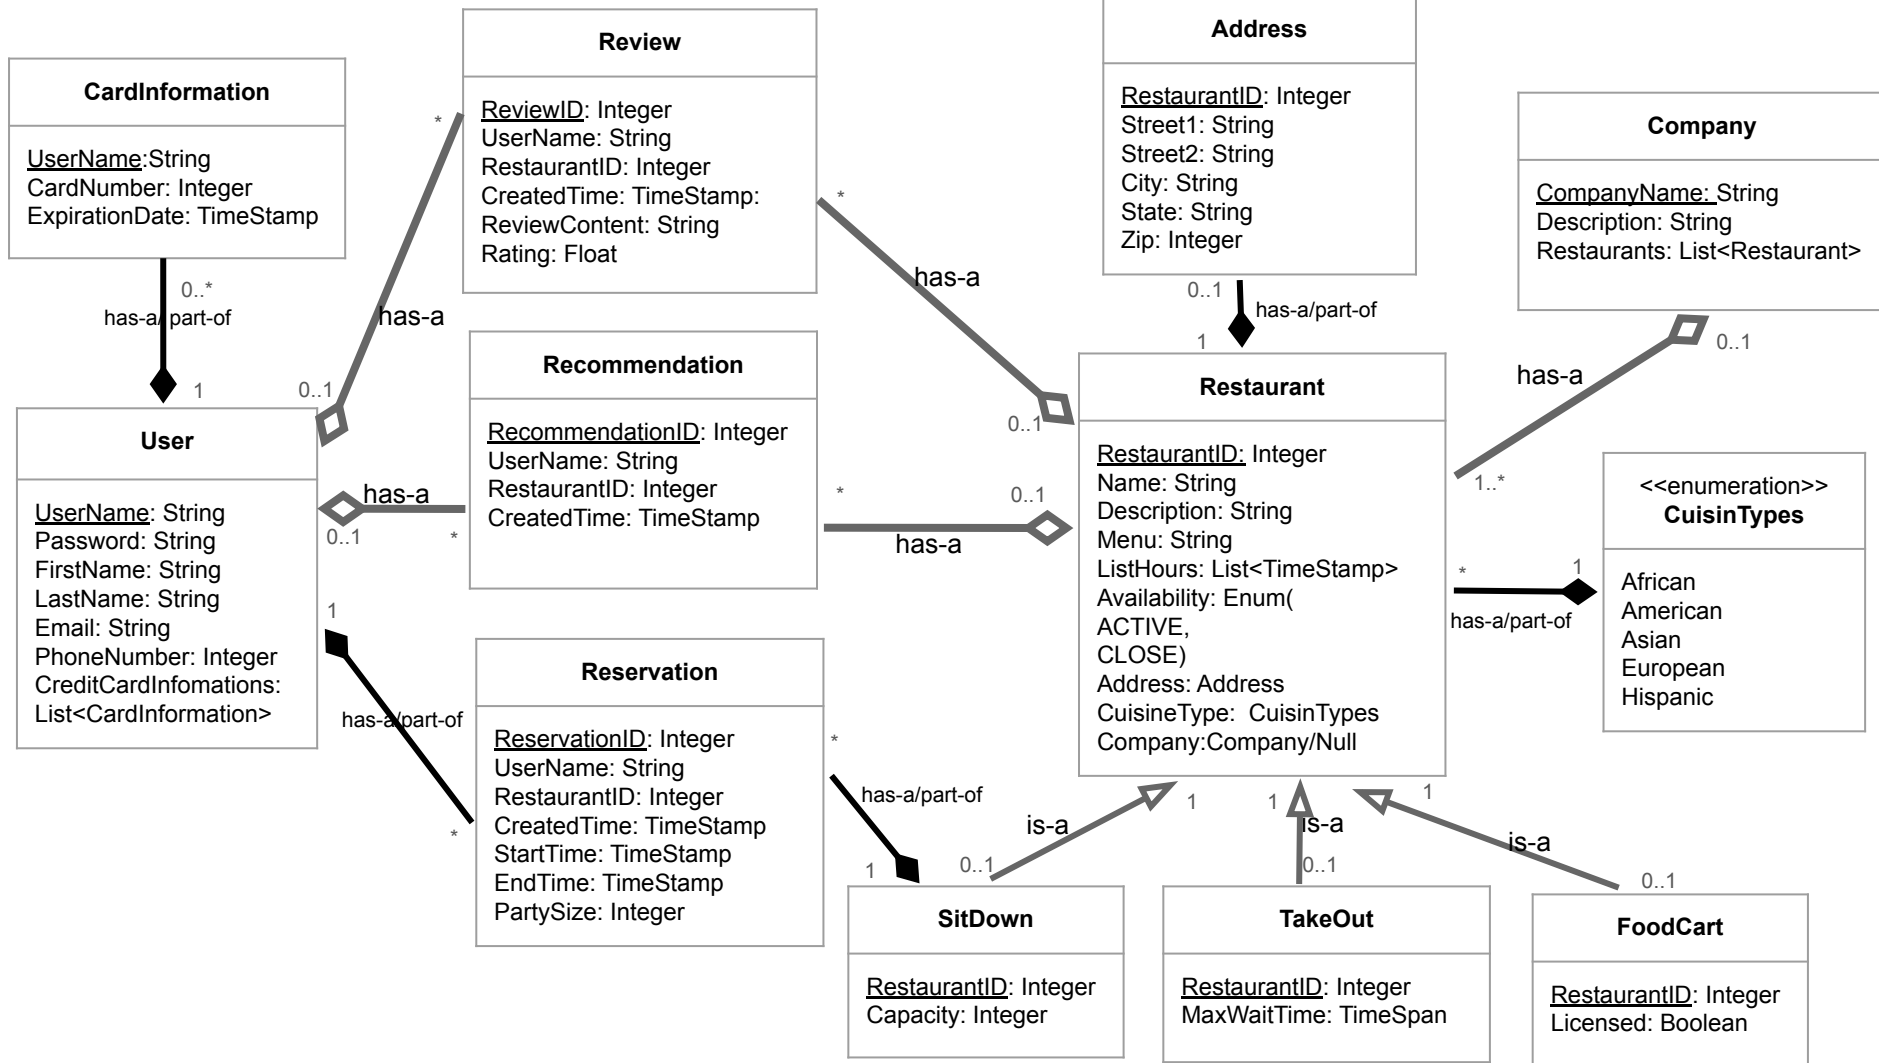 CardInformation
UserName:String
CardNumber: Integer
ExpirationDate: TimeStamp
0..*
has-a/part-of
1
User
UserName: String
Password: String
FirstName: String
LastName: String
Email: String
PhoneNumber: Integer
CreditCardInfomations:
List<CardInformation>
Review
ReviewID: Integer
UserName: String
RestaurantID: Integer
CreatedTime: TimeStamp:
ReviewContent: String
Rating: Float
*
has-a
0..1
*
has-a
0..1
Recommendation
RecommendationID: Integer
UserName: String
RestaurantID: Integer
CreatedTime: TimeStamp
has-a
0..1
*
*
0..1
has-a
1
has-a/part-of
*
Reservation
ReservationID: Integer
UserName: String
RestaurantID: Integer
CreatedTime: TimeStamp
StartTime: TimeStamp
EndTime: TimeStamp
PartySize: Integer
*
has-a/part-of
1
Address
RestaurantID: Integer
Street1: String
Street2: String
City: String
State: String
Zip: Integer
0..1
has-a/part-of
1
Restaurant
RestaurantID: Integer
Name: String
Description: String
Menu: String
ListHours: List<TimeStamp>
Availability: Enum(
ACTIVE,
CLOSE)
Address: Address
CuisineType:  CuisinTypes
Company:Company/Null
Company
CompanyName: String
Description: String
Restaurants: List<Restaurant>
0..1
has-a
1..*
<<enumeration>>
CuisinTypes
African
American
Asian
European
Hispanic
*
1
has-a/part-of
1
is-a
0..1
1
is-a
0..1
1
is-a
0..1
SitDown
RestaurantID: Integer
Capacity: Integer
TakeOut
RestaurantID: Integer
MaxWaitTime: TimeSpan
FoodCart
RestaurantID: Integer
Licensed: Boolean